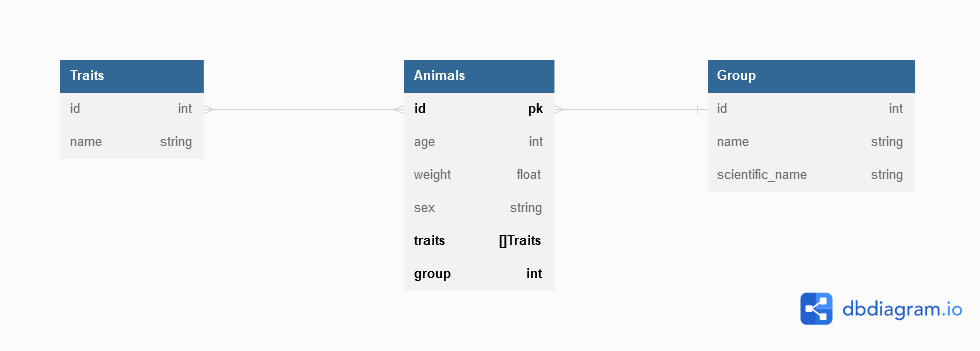 Traits
id int
name string
Animals
id pk
age int
weight float
sex string
traits []Traits
group int
Group
id int
name string
scientific_name string
dbdiagram.io